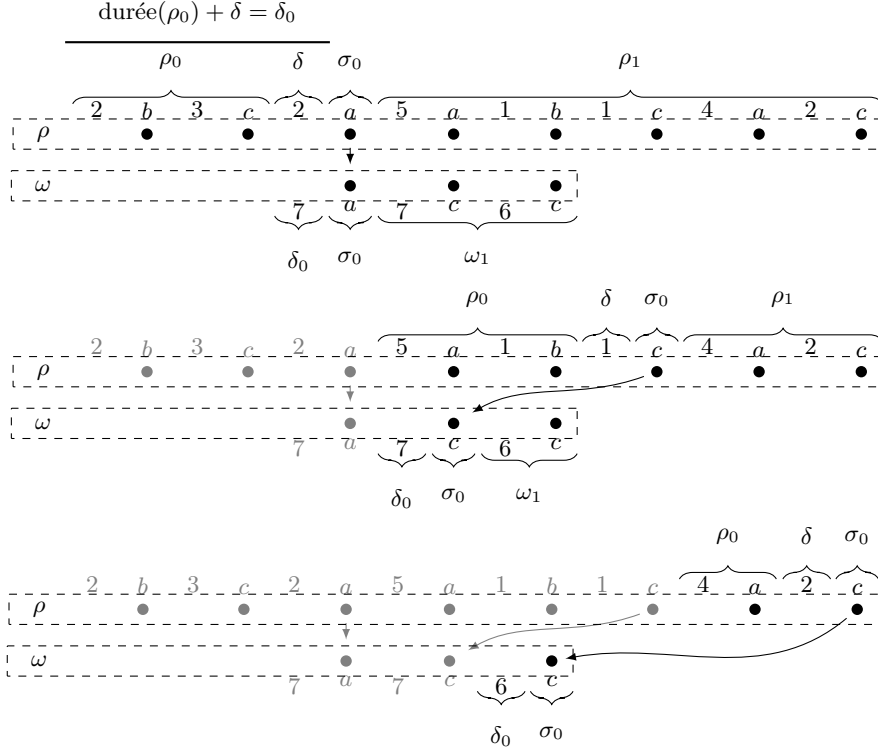 durée(ρ₀) + δ = δ₀
ρ₀ δ σ₀ ρ₁
2 b 3 c 2 a 5 a 1 b 1 c 4 a 2 c
ρ
ω
7 a 7 c 6 c
δ₀ σ₀ ω₁
ρ₀ δ σ₀ ρ₁
2 b 3 c 2 a 5 a 1 b 1 c 4 a 2 c
ρ
ω
7 a 7 c 6 c
δ₀ σ₀ ω₁
ρ₀ δ σ₀
2 b 3 c 2 a 5 a 1 b 1 c 4 a 2 c
ρ
ω
7 a 7 c 6 c
δ₀ σ₀